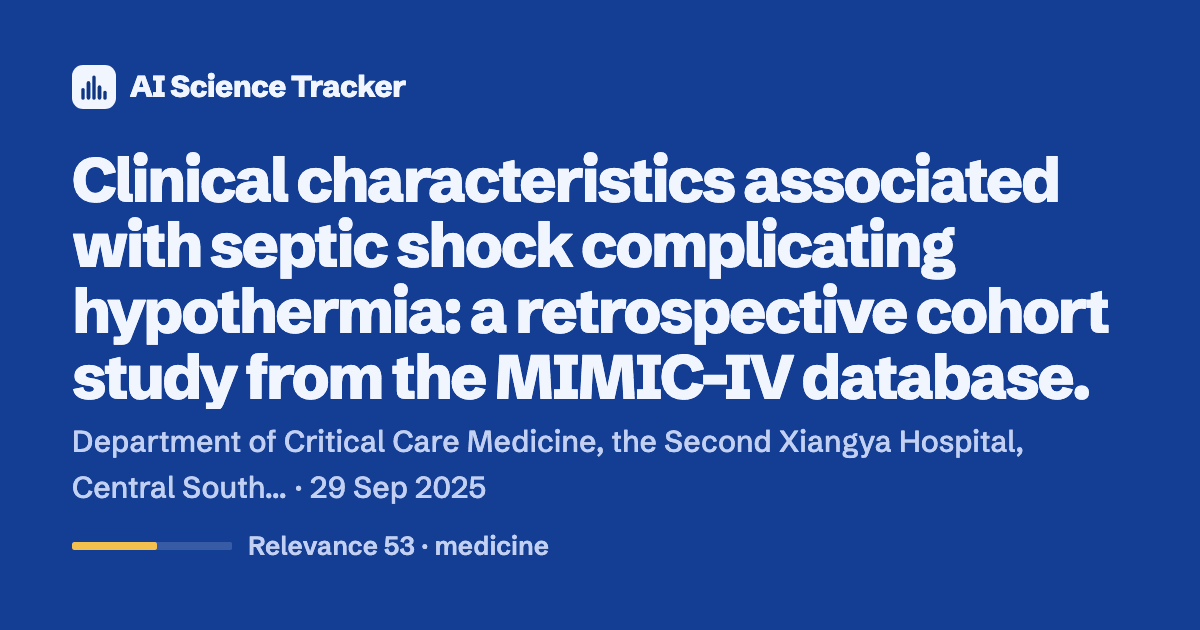 AI Science Tracker
Clinical characteristics associated
with septic shock complicating
hypothermia: a retrospective cohort
study from the MIMIC-IV database.
Department of Critical Care Medicine, the Second Xiangya Hospital,
Central South... · 29 Sep 2025
Relevance 53 · medicine